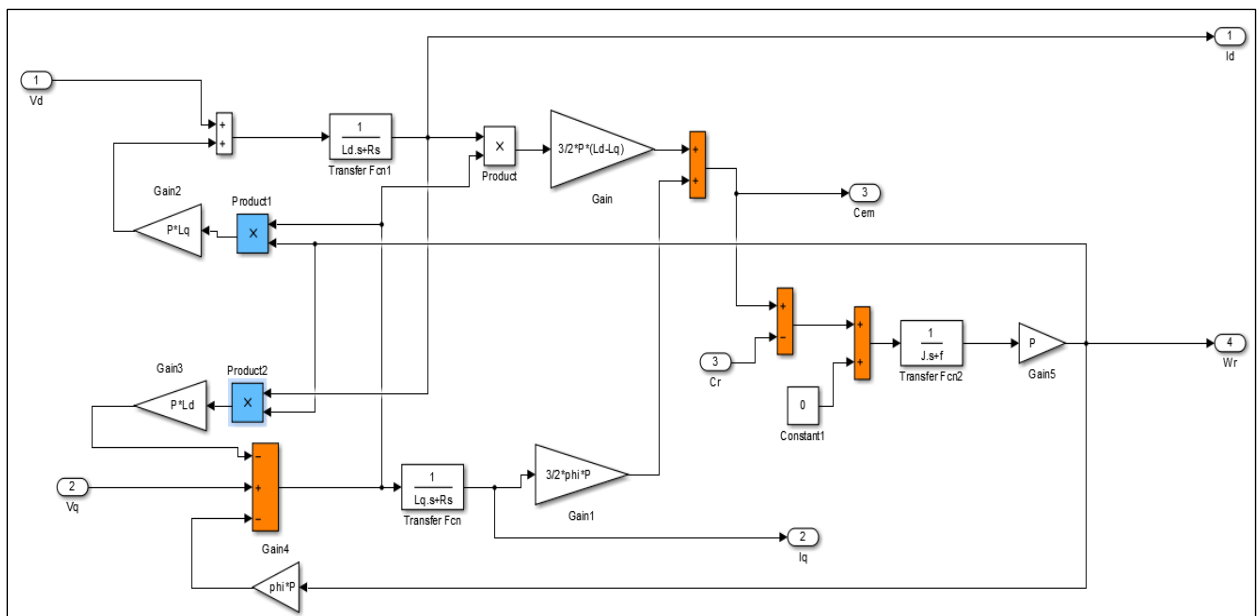 1
Id
1
Vd
+
+
1
Ld.s+Rs
Transfer Fcn1
×
Product
3/2*P*(Ld-Lq)
Gain
+
+
3
Cem
Gain2
P*Lq
Product1
×
Gain3
P*Ld
Product2
×
+
−
3
Cr
+
+
0
Constant1
1
J.s+f
Transfer Fcn2
P
Gain5
4
Wr
2
Vq
−
+
−
Gain4
phi*P
1
Lq.s+Rs
Transfer Fcn
3/2*phi*P
Gain1
2
Iq